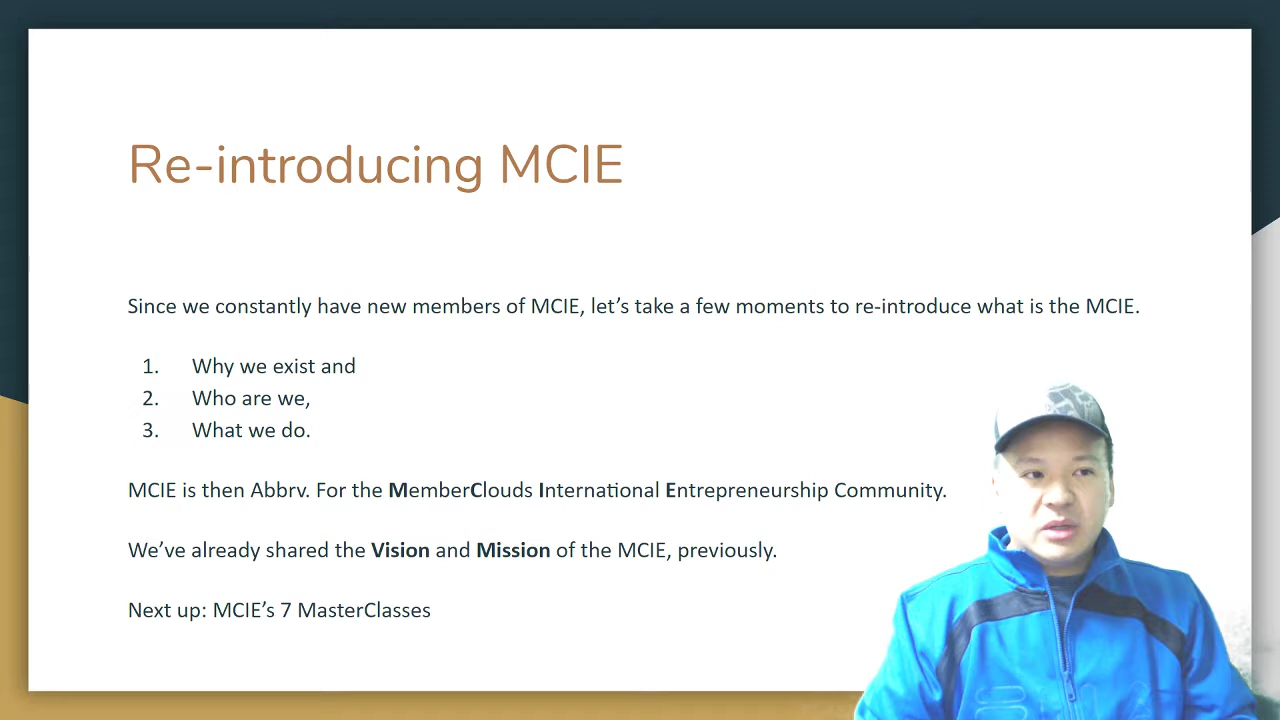 Re-introducing MCIE
Since we constantly have new members of MCIE, let’s take a few moments to re-introduce what is the MCIE.
1. Why we exist and
2. Who are we,
3. What we do.
MCIE is then Abbrv. For the MemberClouds International Entrepreneurship Community.
We’ve already shared the Vision and Mission of the MCIE, previously.
Next up: MCIE’s 7 MasterClasses